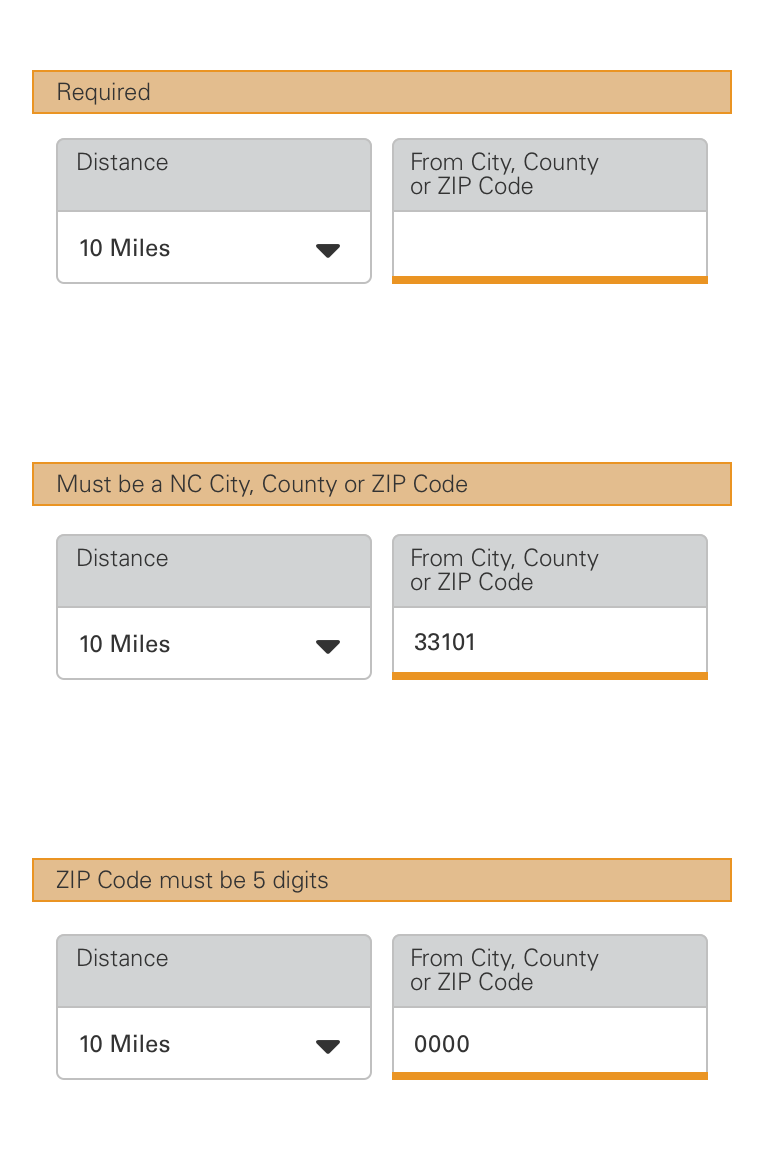 Required
Distance
From City, County
or ZIP Code
10 Miles
Must be a NC City, County or ZIP Code
Distance
From City, County
or ZIP Code
10 Miles
33101
ZIP Code must be 5 digits
Distance
From City, County
or ZIP Code
10 Miles
0000